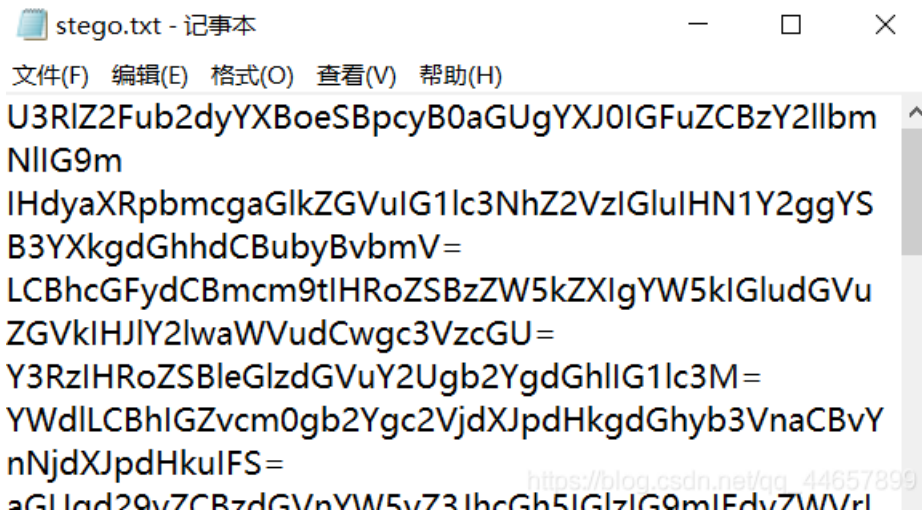 stego.txt - 记事本
文件(F) 编辑(E) 格式(O) 查看(V) 帮助(H)
U3RlZ2Fub2dyYXBoeSBpcyB0aGUgYXJ0IGFuZCBzY2llbm
NlIG9m
IHdyaXRpbmcgaGlkZGVuIG1lc3NhZ2VzIGluIHN1Y2ggYS
B3YXkgdGhhdCBubyBvbmV=
LCBhcGFydCBmcm9tIHRoZSBzZW5kZXIgYW5kIGludGVu
ZGVkIHJlY2lwaWVudCwgc3VzcGU=
Y3RzIHRoZSBleGlzdGVuY2Ugb2YgdGhlIG1lc3M=
YWdlLCBhIGZvcm0gb2Ygc2VjdXJpdHkgdGhyb3VnaCBvY
nNjdXJpdHkuIFS=
aGUgd29yZCBzdGVnYW5vZ3JhcGh5IGlzIG9mIEdyZWVrI
https://blog.csdn.net/qq_44657899